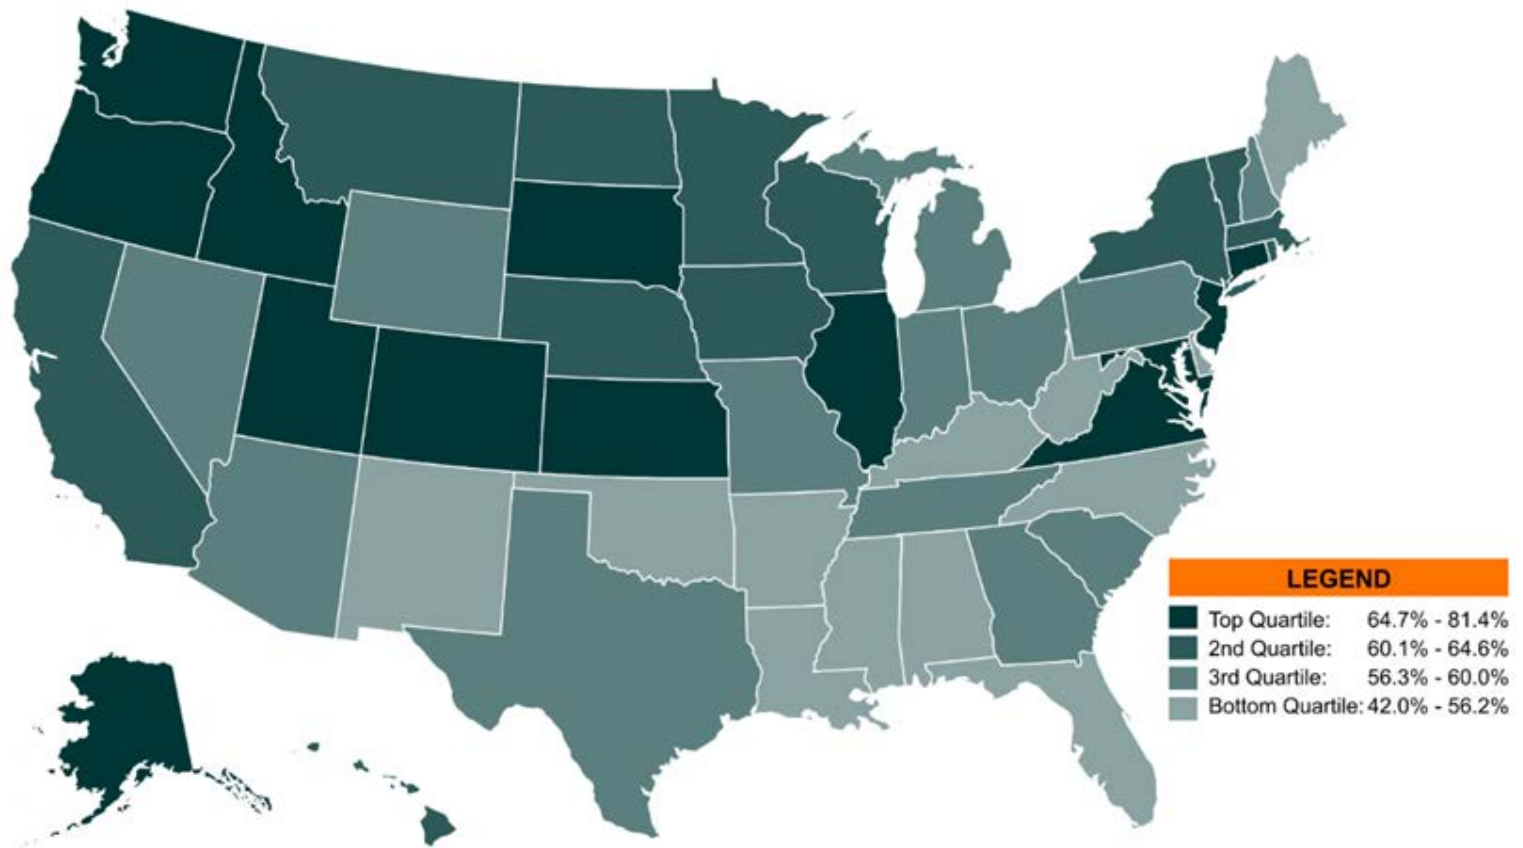 LEGEND
Top Quartile: 64.7% - 81.4%
2nd Quartile: 60.1% - 64.6%
3rd Quartile: 56.3% - 60.0%
Bottom Quartile: 42.0% - 56.2%